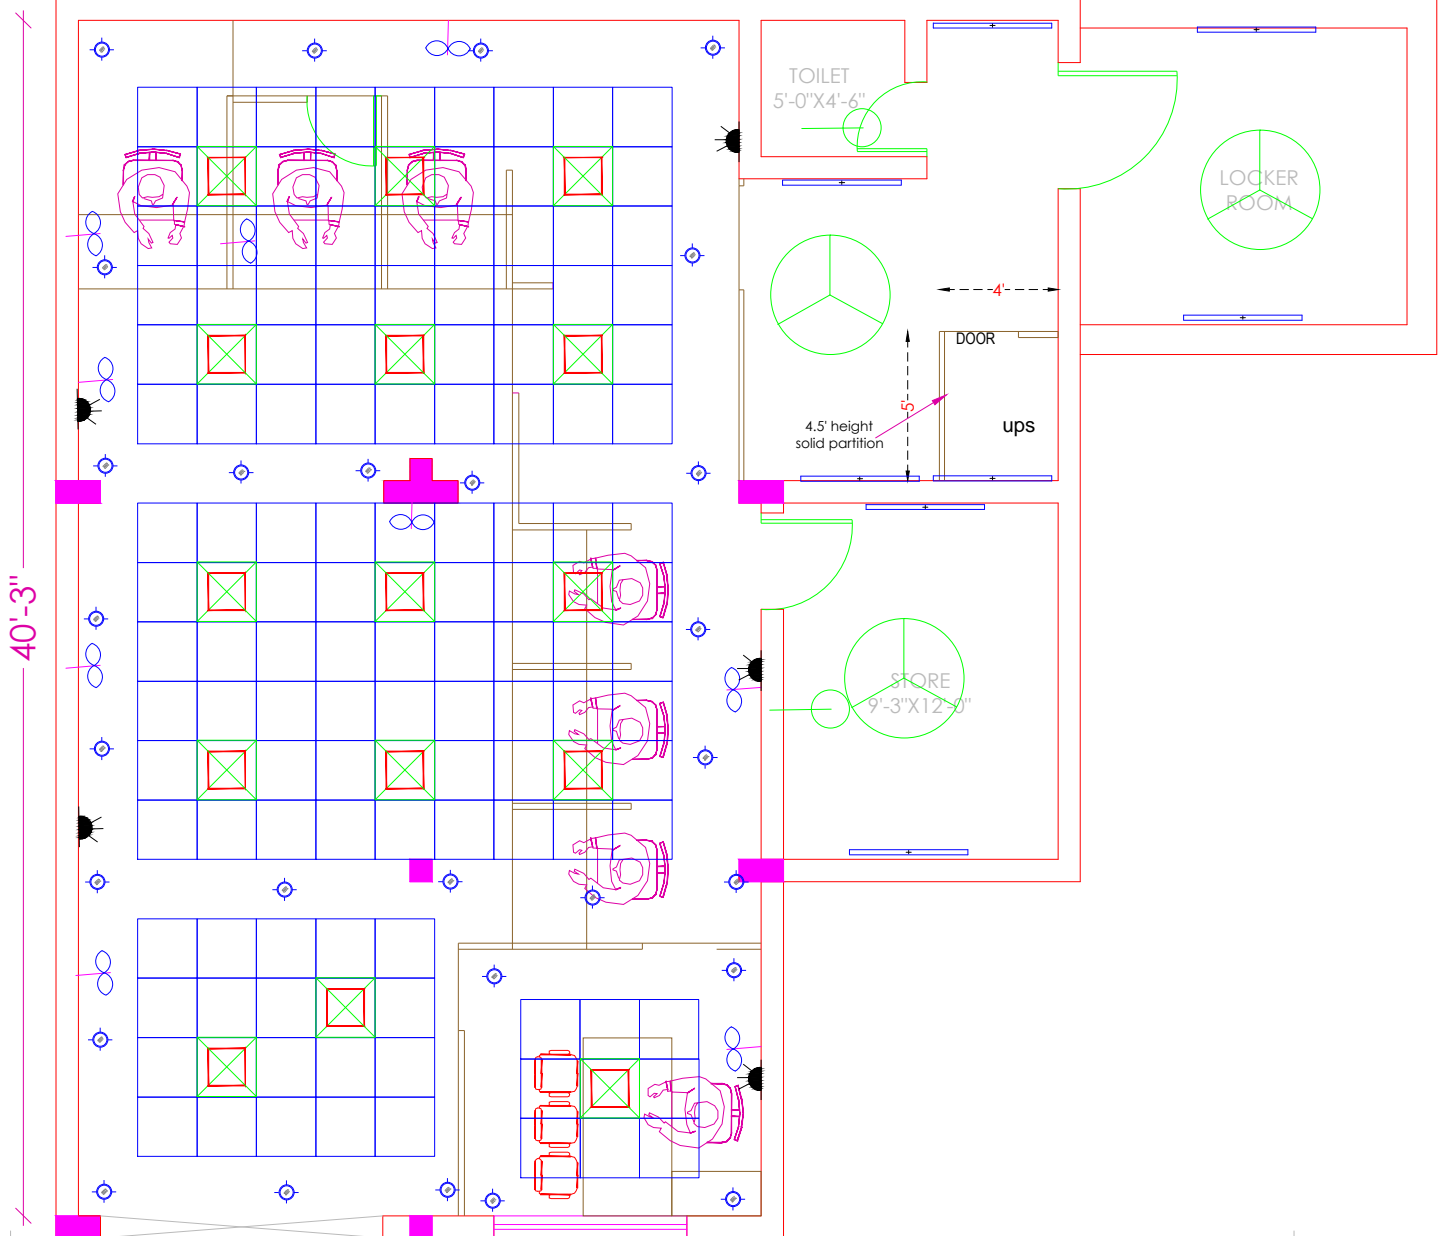 TOILET
5'-0"X4'-6"
LOCKER
ROOM
4'
DOOR
5'
4.5' height
solid partition
ups
40'-3"
STORE
9'-3"X12'-0"